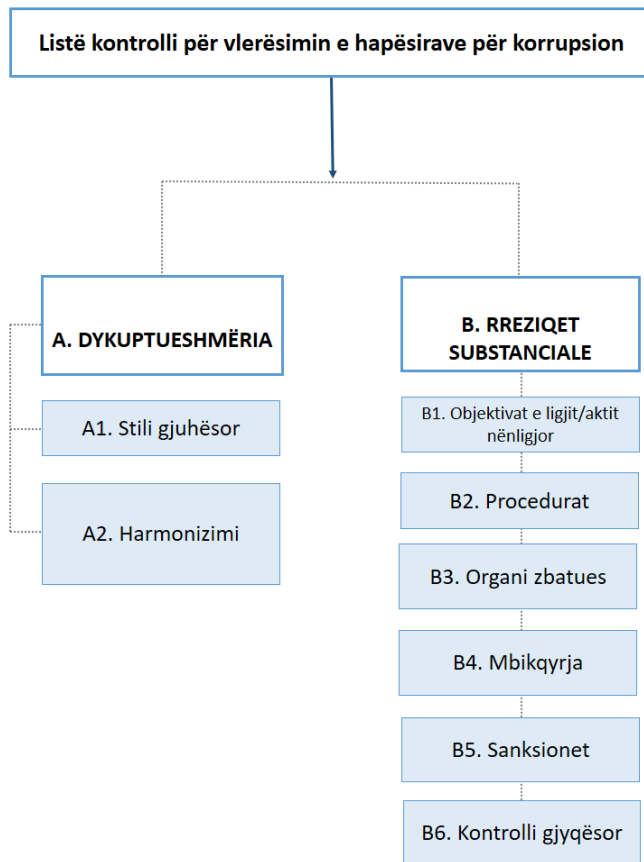 Listë kontrolli për vlerësimin e hapësirave për korrupsion
A. DYKUPTUESHMËRIA
A1. Stili gjuhësor
A2. Harmonizimi
B. RREZIQET
SUBSTANCIALE
B1. Objektivat e ligjit/aktit
nënligjor
B2. Procedurat
B3. Organi zbatues
B4. Mbikqyrja
B5. Sanksionet
B6. Kontrolli gjyqësor